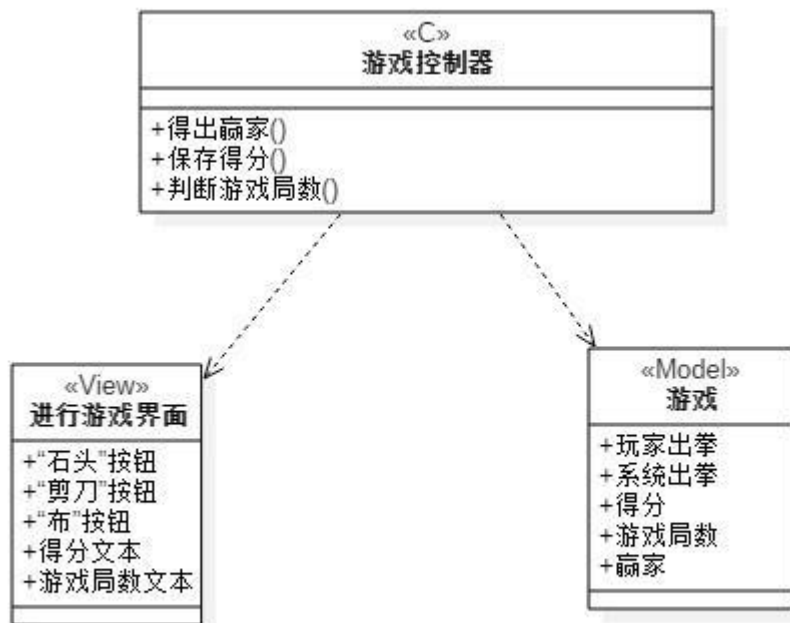 «C»
游戏控制器
+得出赢家()
+保存得分()
+判断游戏局数()
«View»
进行游戏界面
+“石头”按钮
+“剪刀”按钮
+“布”按钮
+得分文本
+游戏局数文本
«Model»
游戏
+玩家出拳
+系统出拳
+得分
+游戏局数
+赢家